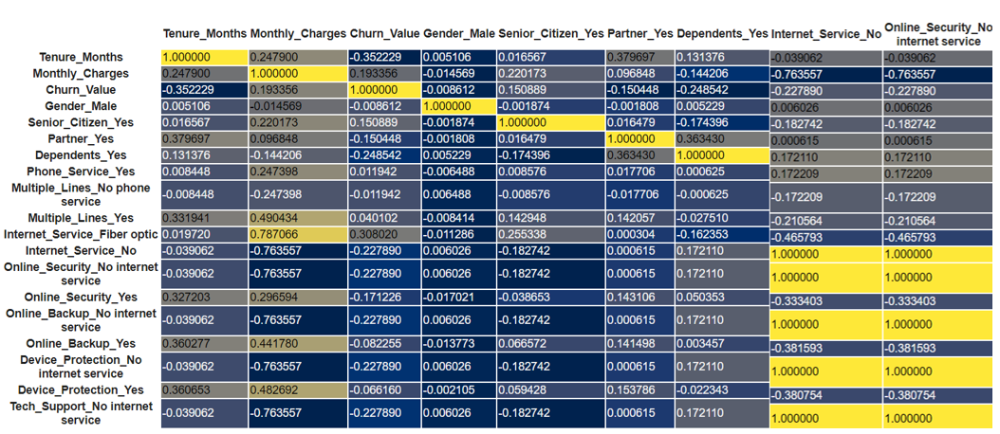 Tenure_Months Monthly_Charges Churn_Value Gender_Male Senior_Citizen_Yes Partner_Yes Dependents_Yes Internet_Service_No Online_Security_No internet service
Tenure_Months 1.000000 0.247900 -0.352229 0.005106 0.016567 0.379697 0.131376 -0.039062 -0.039062
Monthly_Charges 0.247900 1.000000 0.193356 -0.014569 0.220173 0.096848 -0.144206 -0.763557 -0.763557
Churn_Value -0.352229 0.193356 1.000000 -0.008612 0.150889 -0.150448 -0.248542 -0.227890 -0.227890
Gender_Male 0.005106 -0.014569 -0.008612 1.000000 -0.001874 -0.001808 0.005229 0.006026 0.006026
Senior_Citizen_Yes 0.016567 0.220173 0.150889 -0.001874 1.000000 0.016479 -0.174396 -0.182742 -0.182742
Partner_Yes 0.379697 0.096848 -0.150448 -0.001808 0.016479 1.000000 0.363430 0.000615 0.000615
Dependents_Yes 0.131376 -0.144206 -0.248542 0.005229 -0.174396 0.363430 1.000000 0.172110 0.172110
Phone_Service_Yes 0.008448 0.247398 0.011942 -0.006488 0.008576 0.017706 0.000625 0.172209 0.172209
Multiple_Lines_No phone service -0.008448 -0.247398 -0.011942 0.006488 -0.008576 -0.017706 -0.000625 -0.172209 -0.172209
Multiple_Lines_Yes 0.331941 0.490434 0.040102 -0.008414 0.142948 0.142057 -0.027510 -0.210564 -0.210564
Internet_Service_Fiber optic 0.019720 0.787066 0.308020 -0.011286 0.255338 0.000304 -0.162353 -0.465793 -0.465793
Internet_Service_No -0.039062 -0.763557 -0.227890 0.006026 -0.182742 0.000615 0.172110 1.000000 1.000000
Online_Security_No internet service -0.039062 -0.763557 -0.227890 0.006026 -0.182742 0.000615 0.172110 1.000000 1.000000
Online_Security_Yes 0.327203 0.296594 -0.171226 -0.017021 -0.038653 0.143106 0.050353 -0.333403 -0.333403
Online_Backup_No internet service -0.039062 -0.763557 -0.227890 0.006026 -0.182742 0.000615 0.172110 1.000000 1.000000
Online_Backup_Yes 0.360277 0.441780 -0.082255 -0.013773 0.066572 0.141498 0.003457 -0.381593 -0.381593
Device_Protection_No internet service -0.039062 -0.763557 -0.227890 0.006026 -0.182742 0.000615 0.172110 1.000000 1.000000
Device_Protection_Yes 0.360653 0.482692 -0.066160 -0.002105 0.059428 0.153786 -0.022343 -0.380754 -0.380754
Tech_Support_No internet service -0.039062 -0.763557 -0.227890 0.006026 -0.182742 0.000615 0.172110 1.000000 1.000000